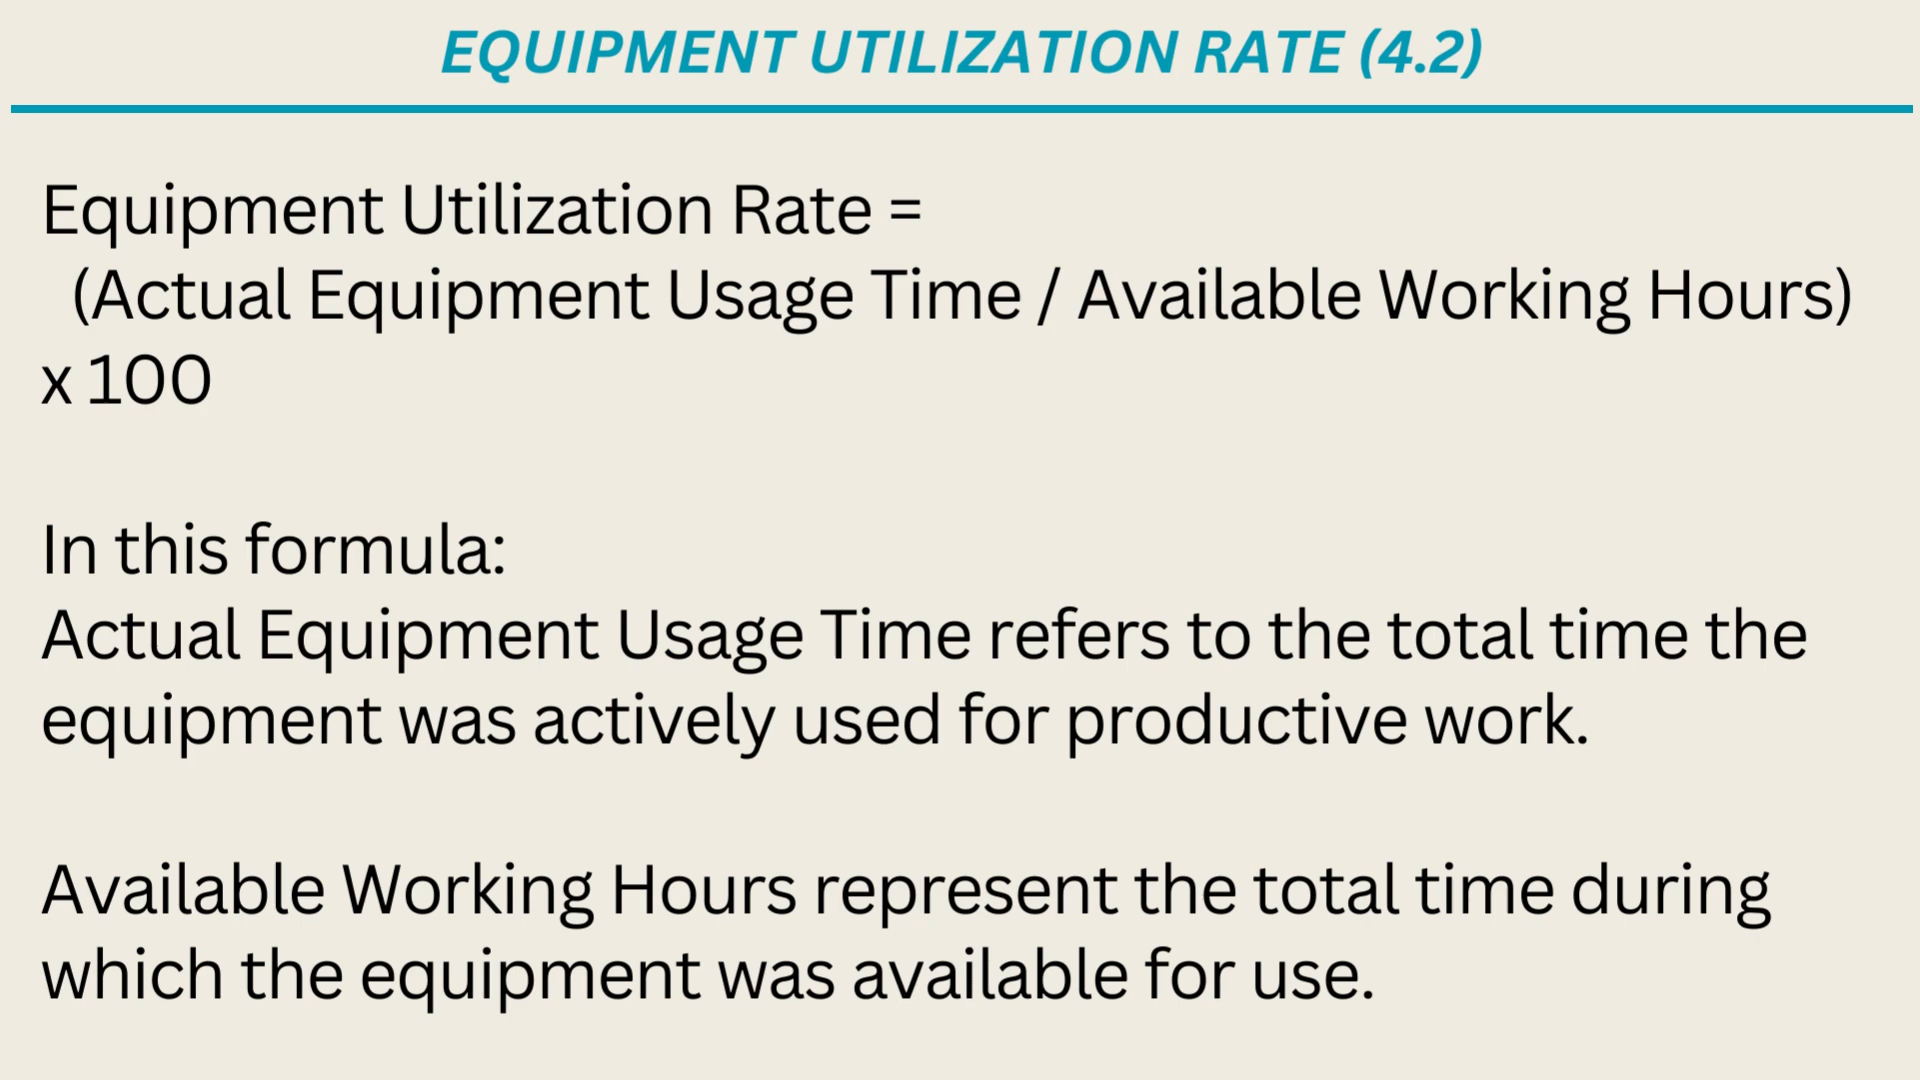 EQUIPMENT UTILIZATION RATE (4.2)
Equipment Utilization Rate =
(Actual Equipment Usage Time / Available Working Hours)
x 100
In this formula:
Actual Equipment Usage Time refers to the total time the
equipment was actively used for productive work.
Available Working Hours represent the total time during
which the equipment was available for use.